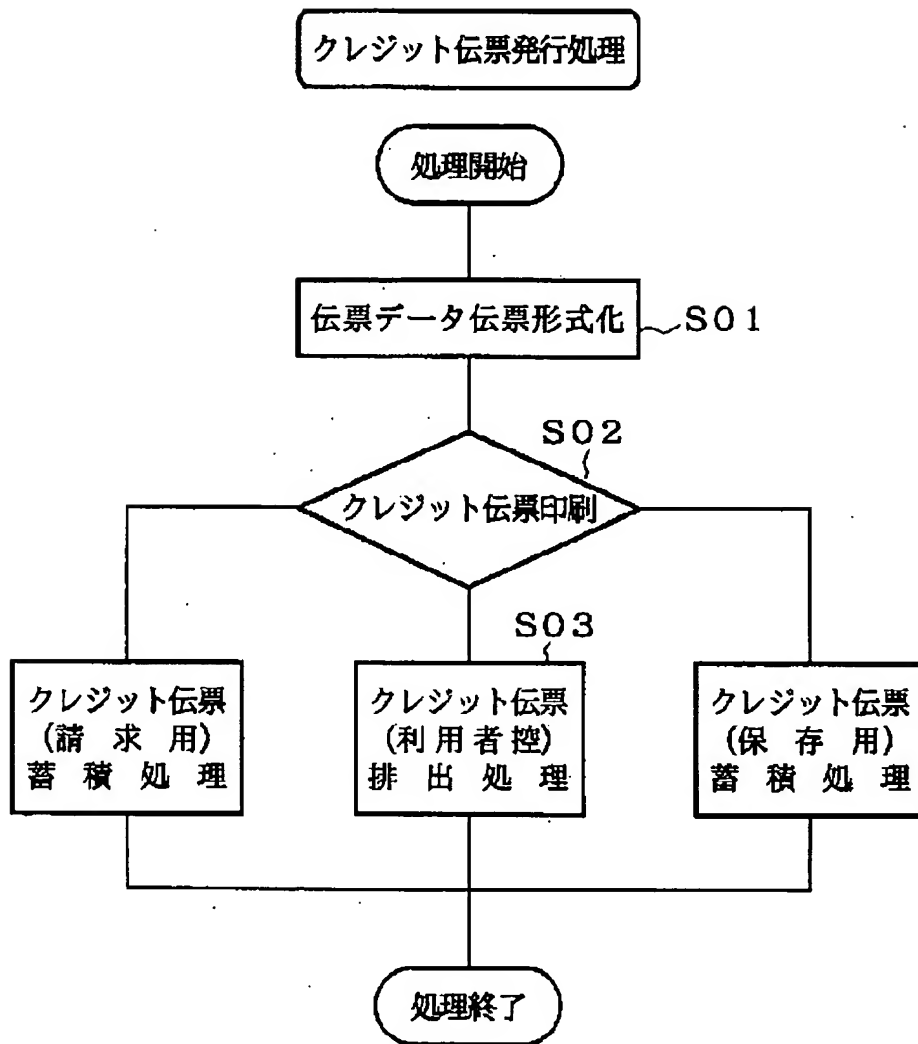 クレジット伝票発行処理
処理開始
伝票データ伝票形式化
S01
S02
クレジット伝票印刷
S03
クレジット伝票
(請求用)
蓄積処理
クレジット伝票
(利用者控)
排出処理
クレジット伝票
(保存用)
蓄積処理
処理終了